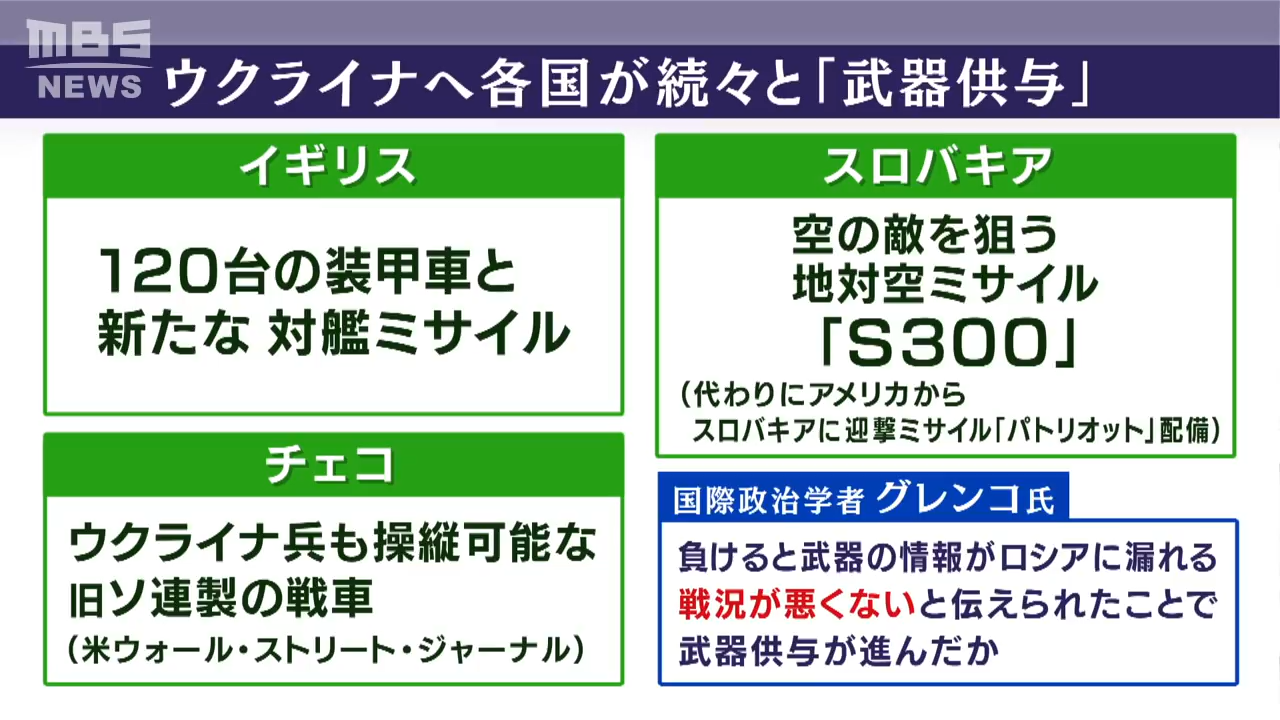 MBS
NEWS
ウクライナへ各国が続々と「武器供与」
イギリス
120台の装甲車と
新たな 対艦ミサイル
スロバキア
空の敵を狙う
地対空ミサイル
「S300」
(代わりにアメリカから
スロバキアに迎撃ミサイル「パトリオット」配備)
チェコ
ウクライナ兵も操縦可能な
旧ソ連製の戦車
(米ウォール・ストリート・ジャーナル)
国際政治学者 グレンコ氏
負けると武器の情報がロシアに漏れる
戦況が悪くないと伝えられたことで
武器供与が進んだか